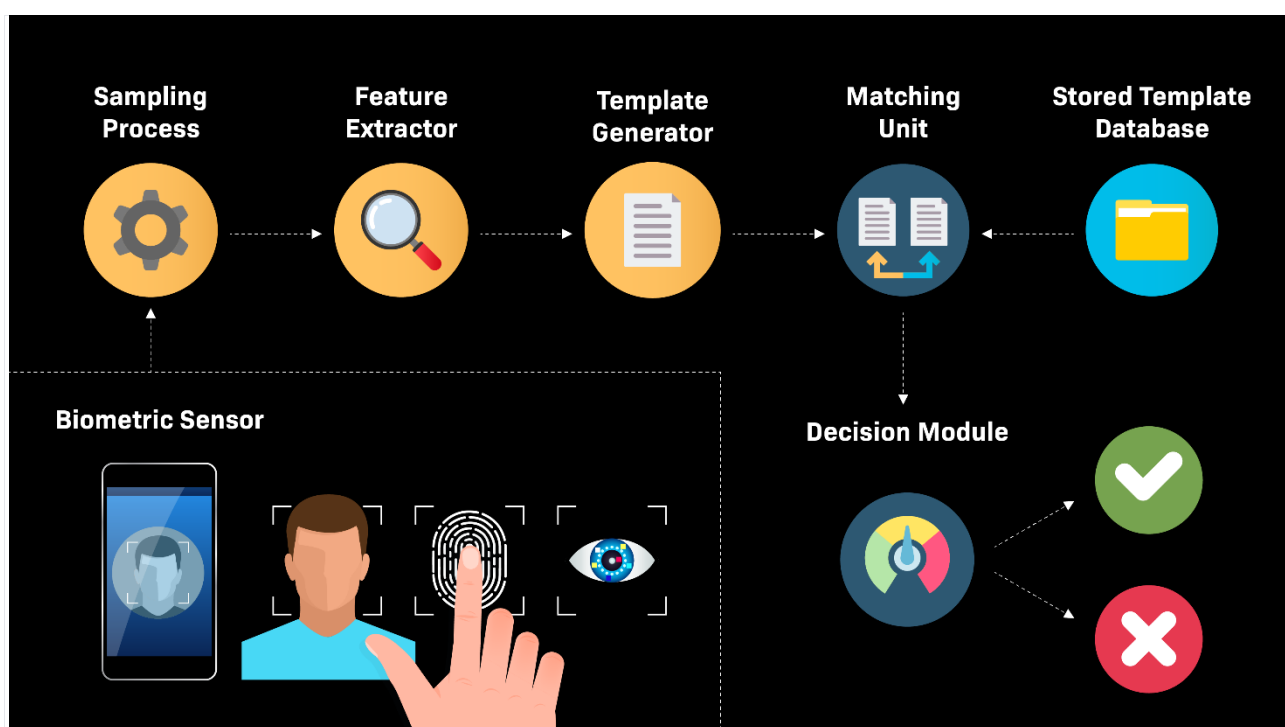 Sampling
Process
Feature
Extractor
Template
Generator
Matching
Unit
Stored Template
Database
Biometric Sensor
Decision Module